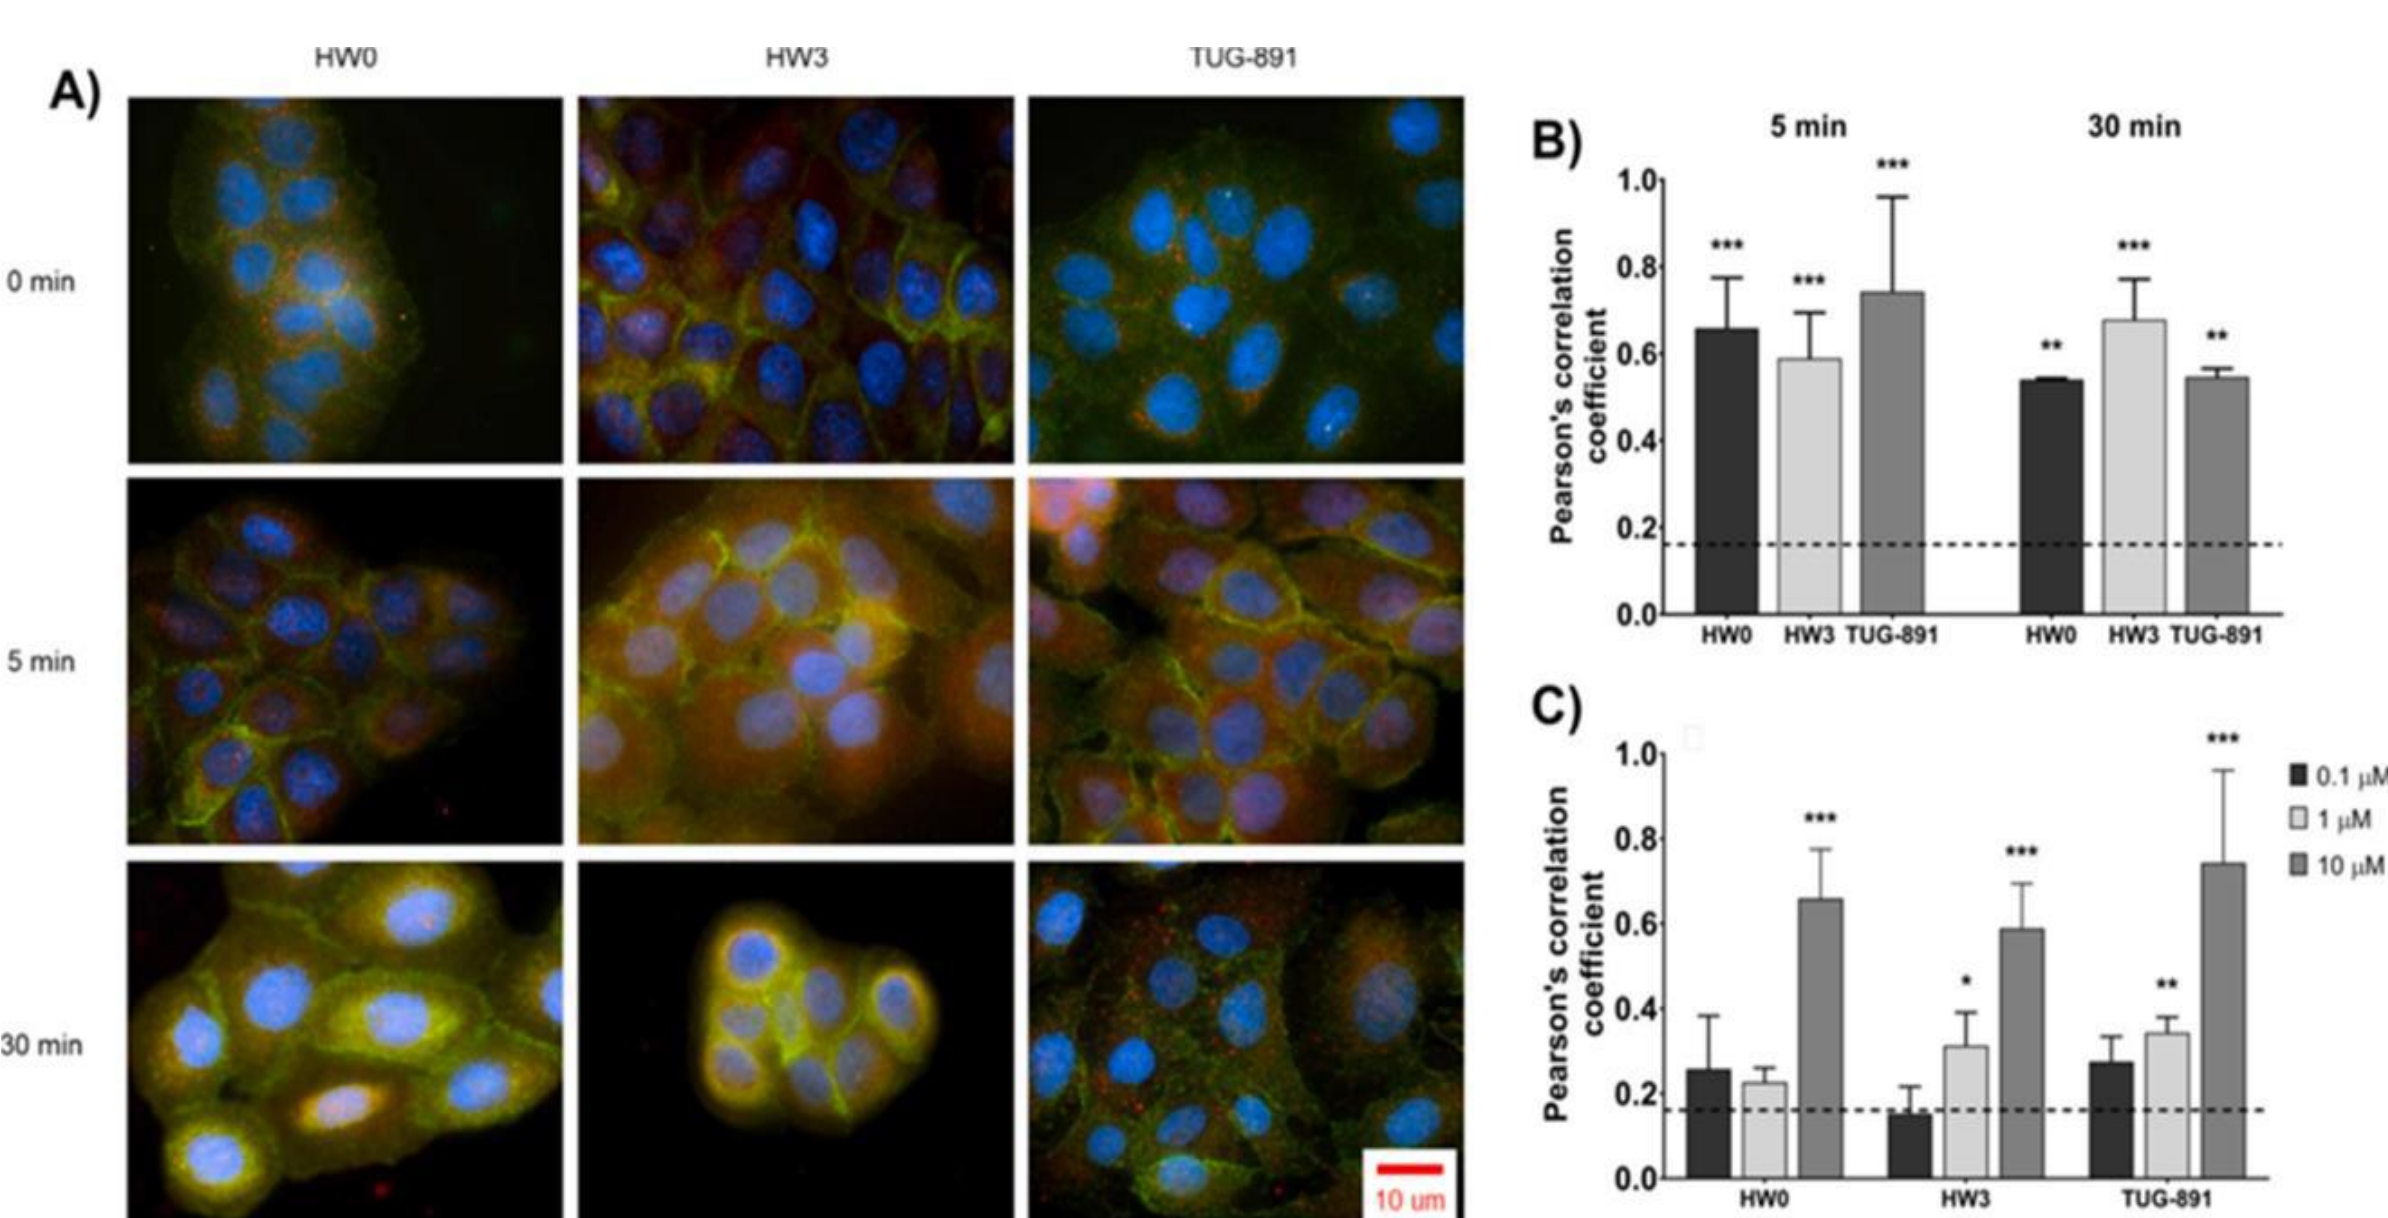 HW0 HW3 TUG-891
A)
0 min
5 min
30 min
10 um
B)
5 min 30 min
*** *** *** ** *** **
Pearson's correlation
coefficient
1.0
0.8
0.6
0.4
0.2
0.0
HW0 HW3 TUG-891 HW0 HW3 TUG-891
C)
*** * *** ** ***
Pearson's correlation
coefficient
1.0
0.8
0.6
0.4
0.2
0.0
HW0 HW3 TUG-891
0.1 μM
1 μM
10 μM